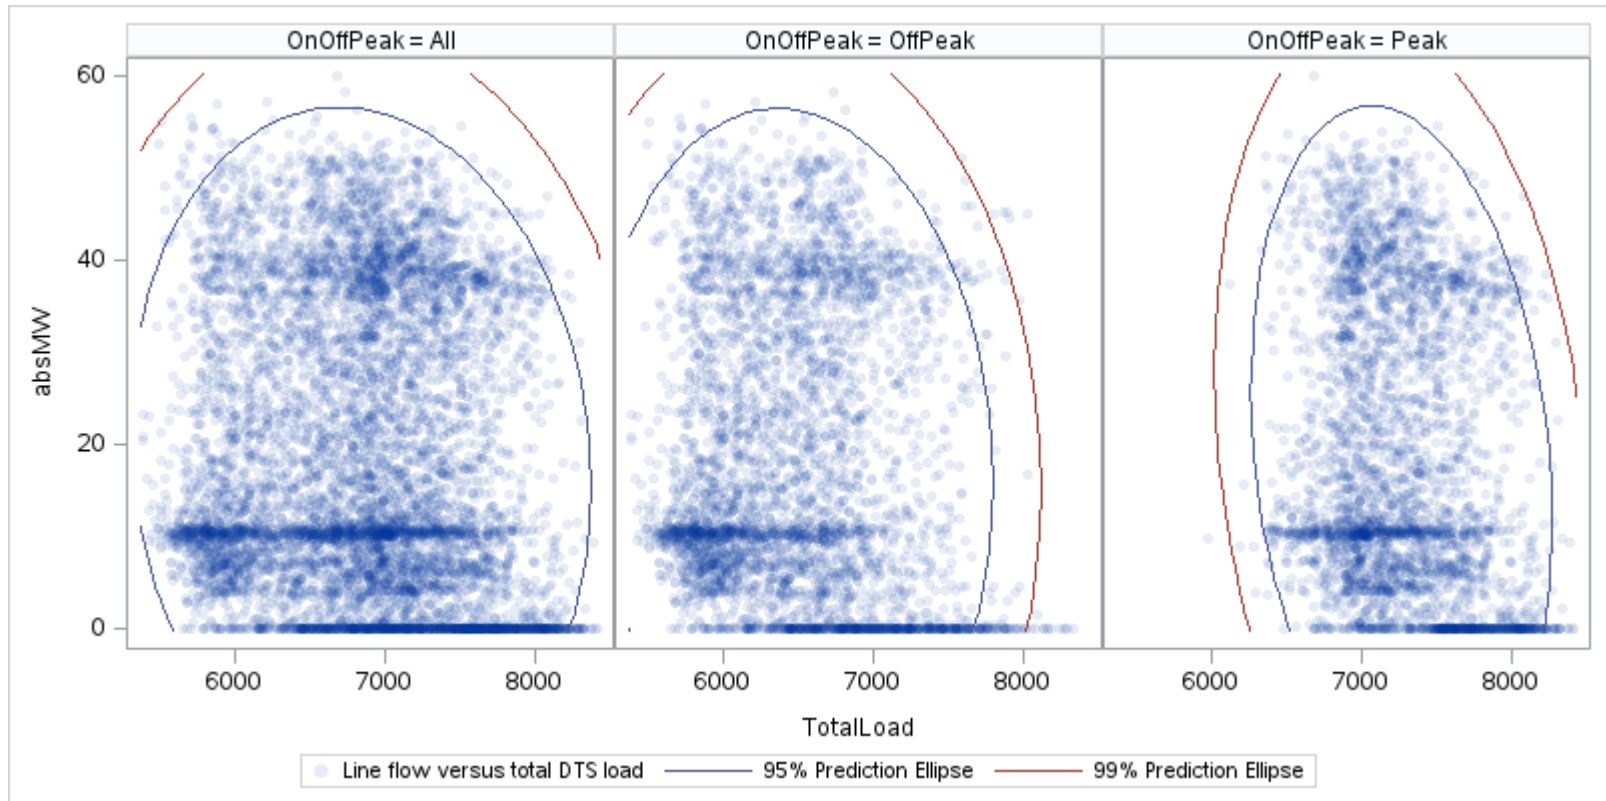 OnOffPeak = All
OnOffPeak = OffPeak
OnOffPeak = Peak
60
40
20
0
absMW
6000 7000 8000
6000 7000 8000
6000 7000 8000
TotalLoad
Line flow versus total DTS load
95% Prediction Ellipse
99% Prediction Ellipse